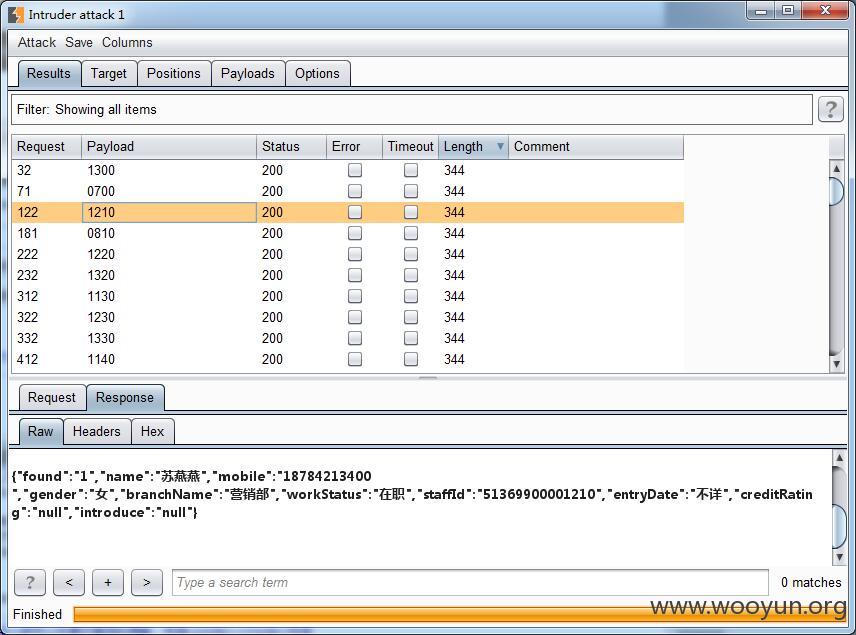 Intruder attack 1
Attack Save Columns
Results Target Positions Payloads Options
Filter: Showing all items ?
Request Payload Status Error Timeout Length Comment
32 1300 200 344
71 0700 200 344
122 1210 200 344
181 0810 200 344
222 1220 200 344
232 1320 200 344
312 1130 200 344
322 1230 200 344
332 1330 200 344
412 1140 200 344
Request Response
Raw Headers Hex
{"found":"1","name":"苏燕燕","mobile":"18784213400
","gender":"女","branchName":"营销部","workStatus":"在职","staffId":"51369900001210","entryDate":"不详","creditRatin
g":"null","introduce":"null"}
? < + > Type a search term 0 matches
Finished
www.wooyun.org